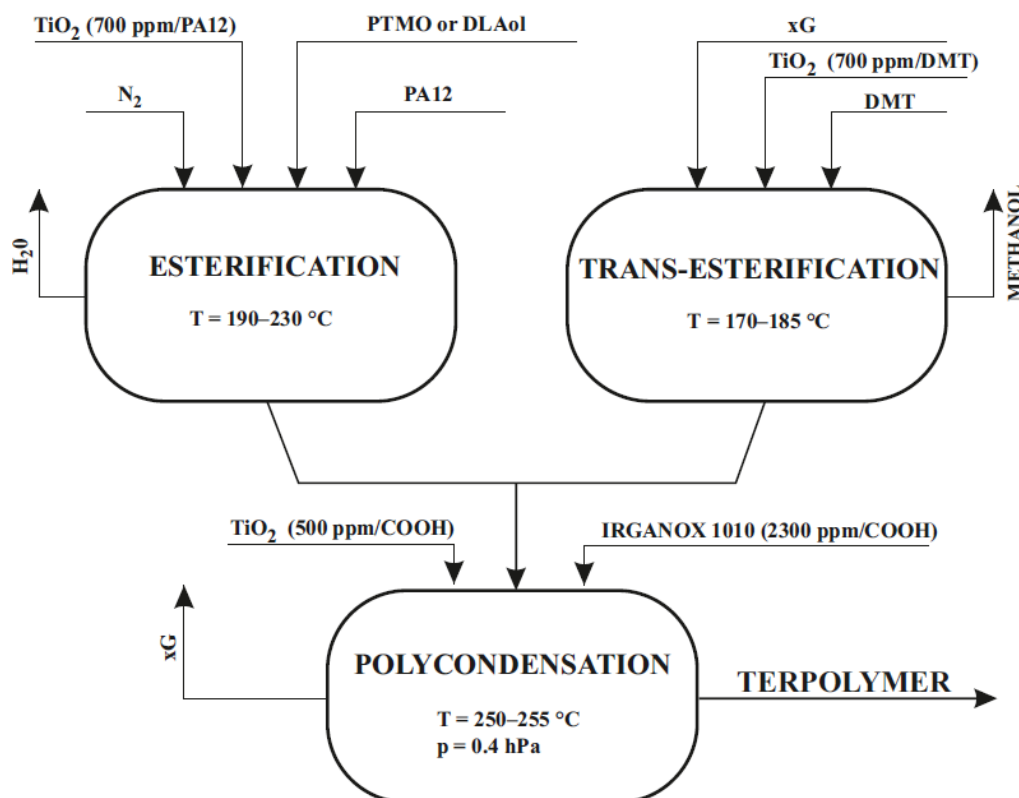 TiO2 (700 ppm/PA12)
PTMO or DLAol
N2
PA12
xG
TiO2 (700 ppm/DMT)
DMT
H20
ESTERIFICATION
T = 190–230 °C
TRANS-ESTERIFICATION
T = 170–185 °C
METHANOL
TiO2 (500 ppm/COOH)
IRGANOX 1010 (2300 ppm/COOH)
xG
POLYCONDENSATION
T = 250–255 °C
p = 0.4 hPa
TERPOLYMER